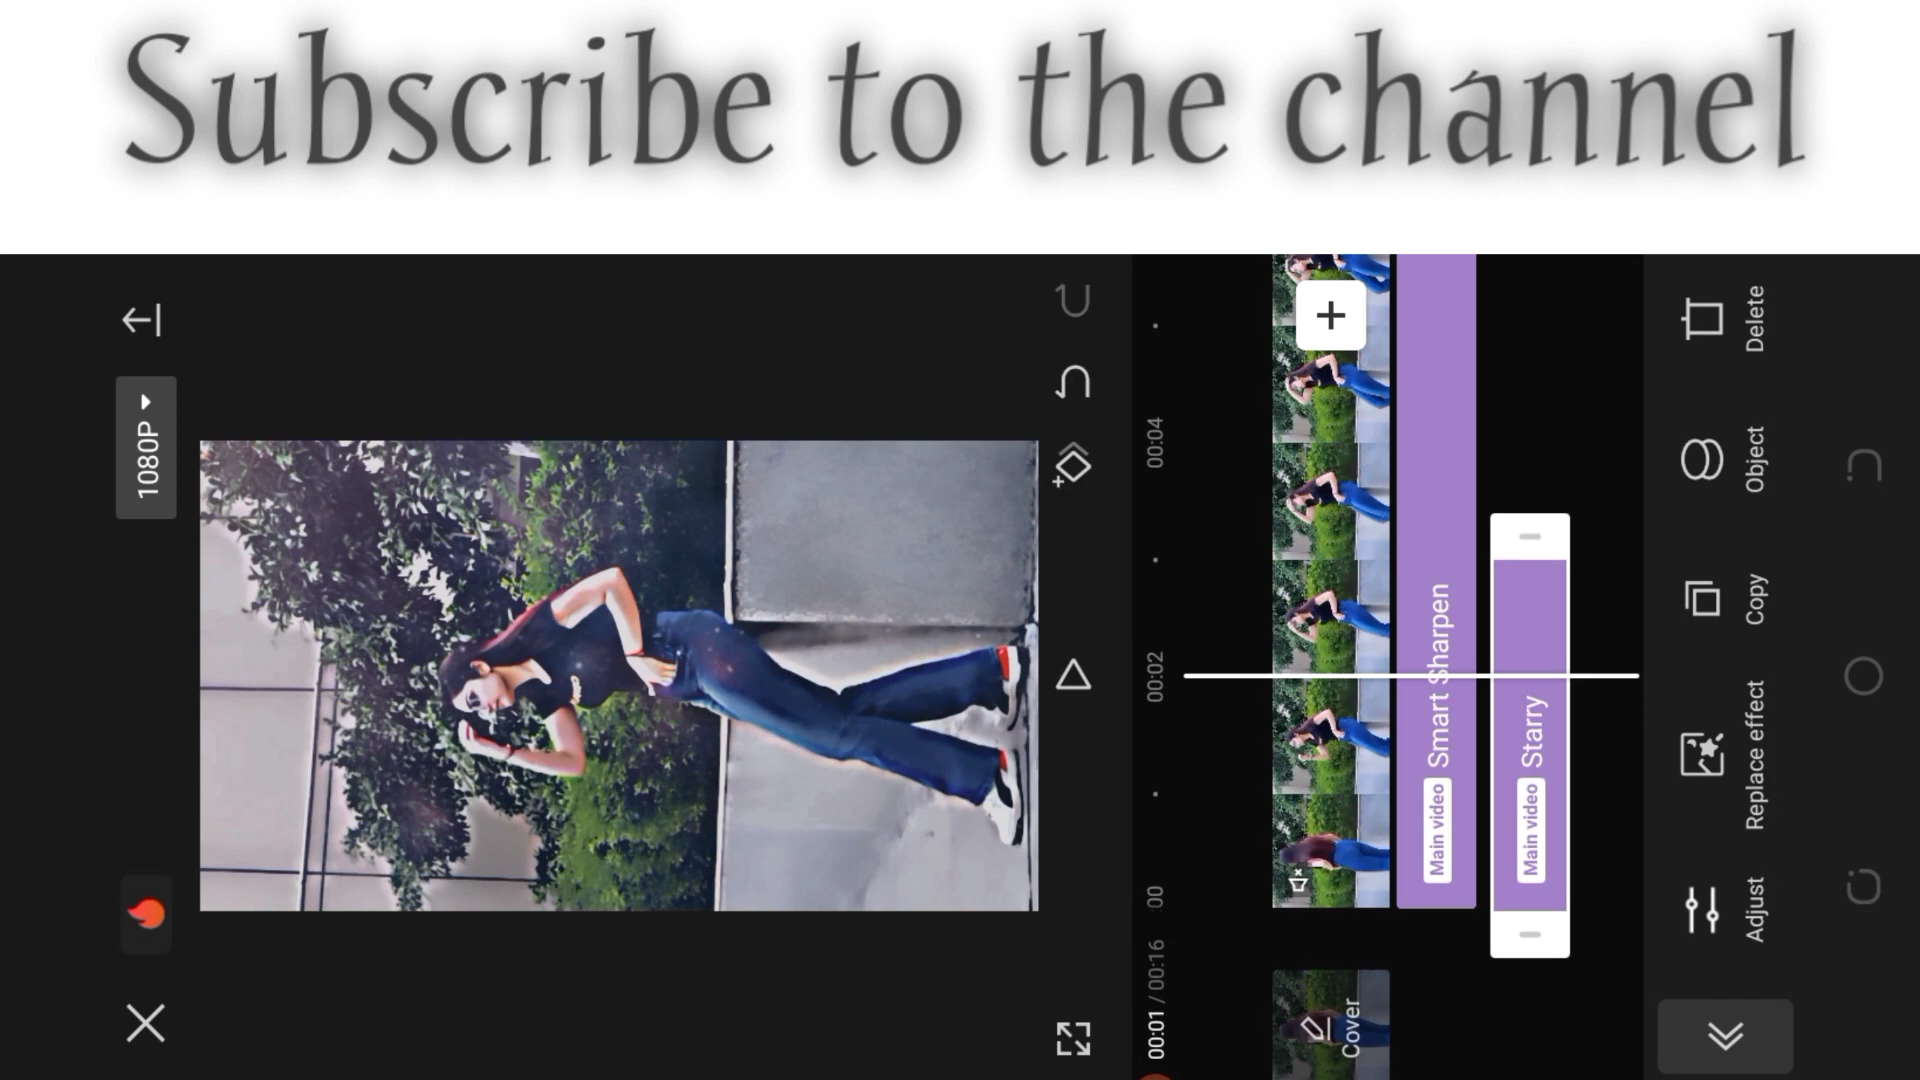 Subscribe to the channel
1080P
00:01 / 00:16
:00
00:02
00:04
Cover
Main video
Smart Sharpen
Main video
Starry
Adjust
Replace effect
Copy
Object
Delete